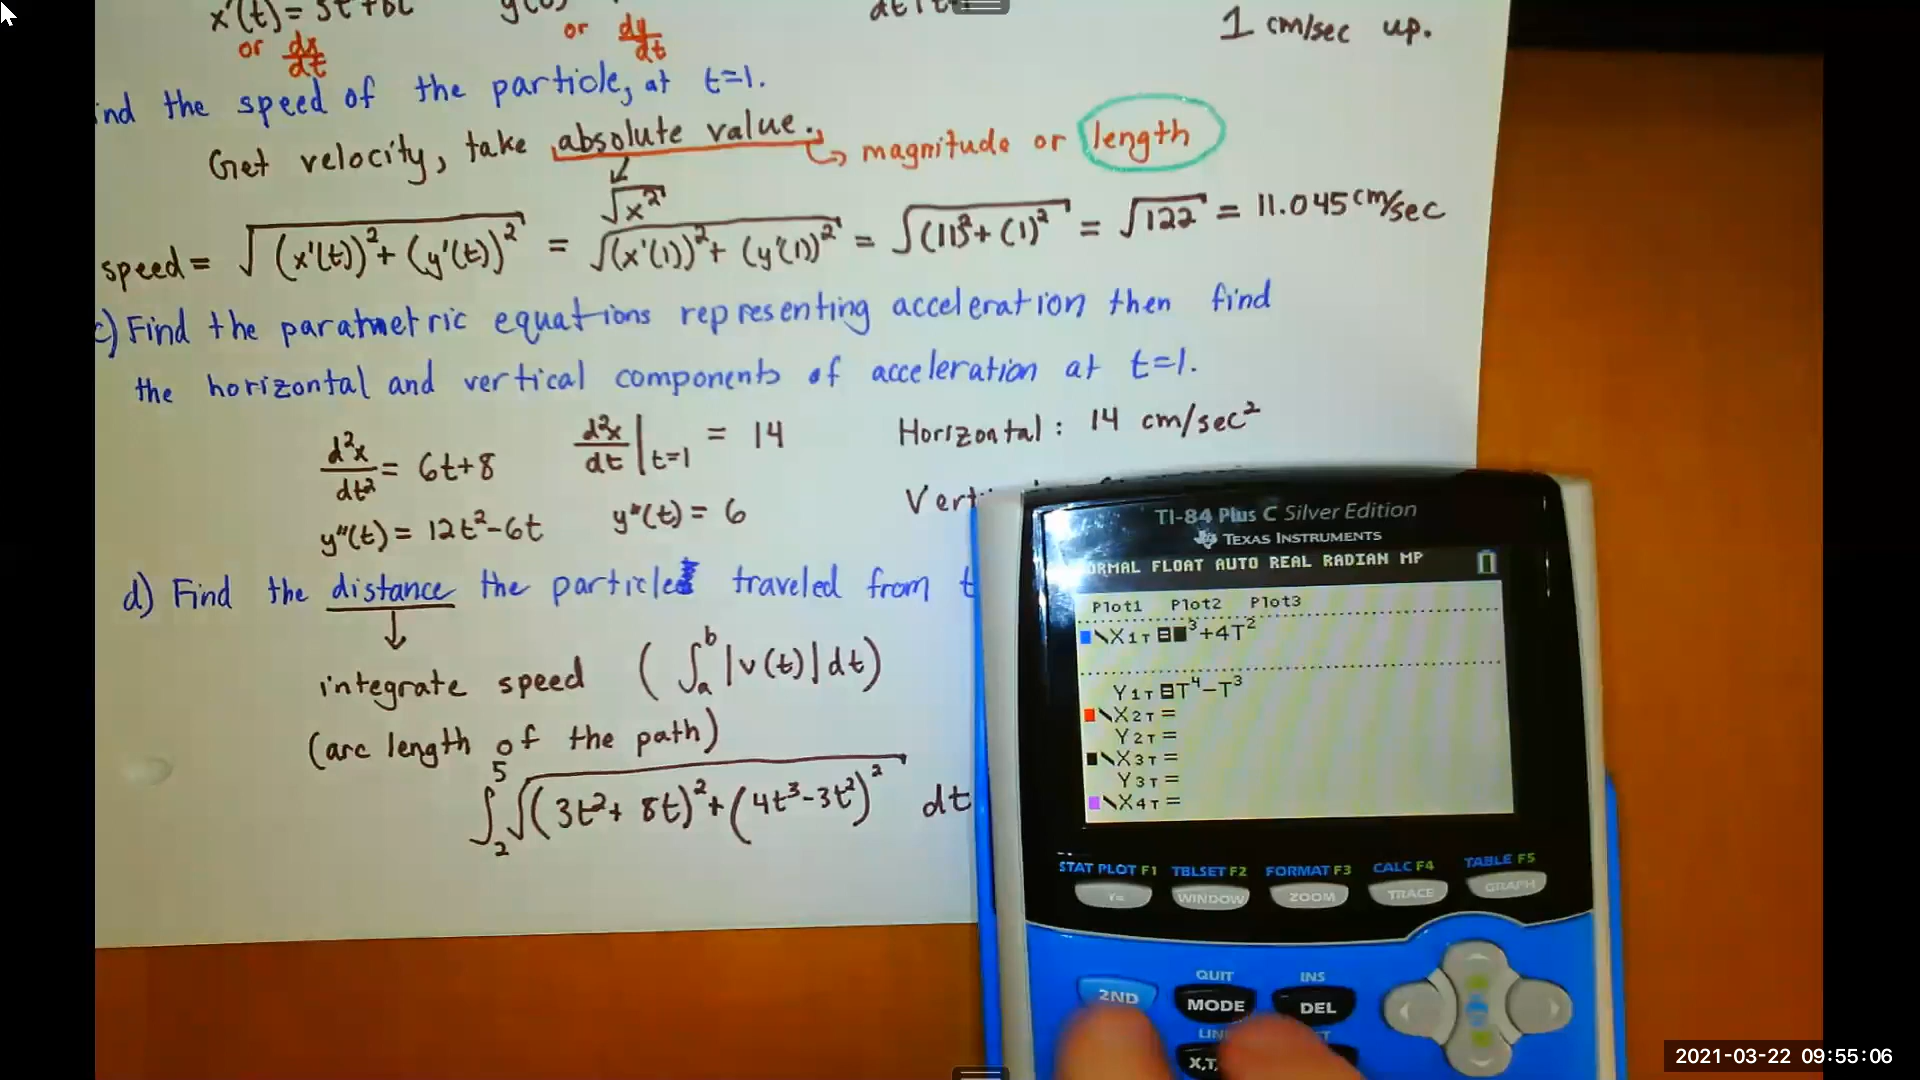 x'(t) = 3t²+8t
or dx/dt
or dy/dt
1 cm/sec up.
nd the speed of the particle, at t=1.
Get velocity, take absolute value. → magnitude or length
√x²
speed = √((x'(t))²+(y'(t))²) = √((x'(1))²+(y'(1))²) = √((11)²+(1)²) = √122 = 11.045 cm/sec
c) Find the parametric equations representing acceleration then find
the horizontal and vertical components of acceleration at t=1.
d²x/dt² = 6t+8 d²x/dt |t=1 = 14 Horizontal: 14 cm/sec²
y"(t) = 12t²-6t y"(t) = 6 Vert
d) Find the distance the particle traveled from t
↓
integrate speed (∫ₐᵇ |v(t)| dt)
(arc length of the path)
∫₂⁵ √((3t²+8t)²+(4t³-3t²)²) dt
TI-84 Plus C Silver Edition
TEXAS INSTRUMENTS
ORMAL FLOAT AUTO REAL RADIAN MP
Plot1 Plot2 Plot3
\X1T=■³+4T²
Y1T=T⁴-T³
\X2T=
Y2T=
\X3T=
Y3T=
\X4T=
STAT PLOT F1 TBLSET F2 FORMAT F3 CALC F4 TABLE F5
Y= WINDOW ZOOM TRACE GRAPH
QUIT INS
2ND MODE DEL
LIN
X,T,
2021-03-22 09:55:06